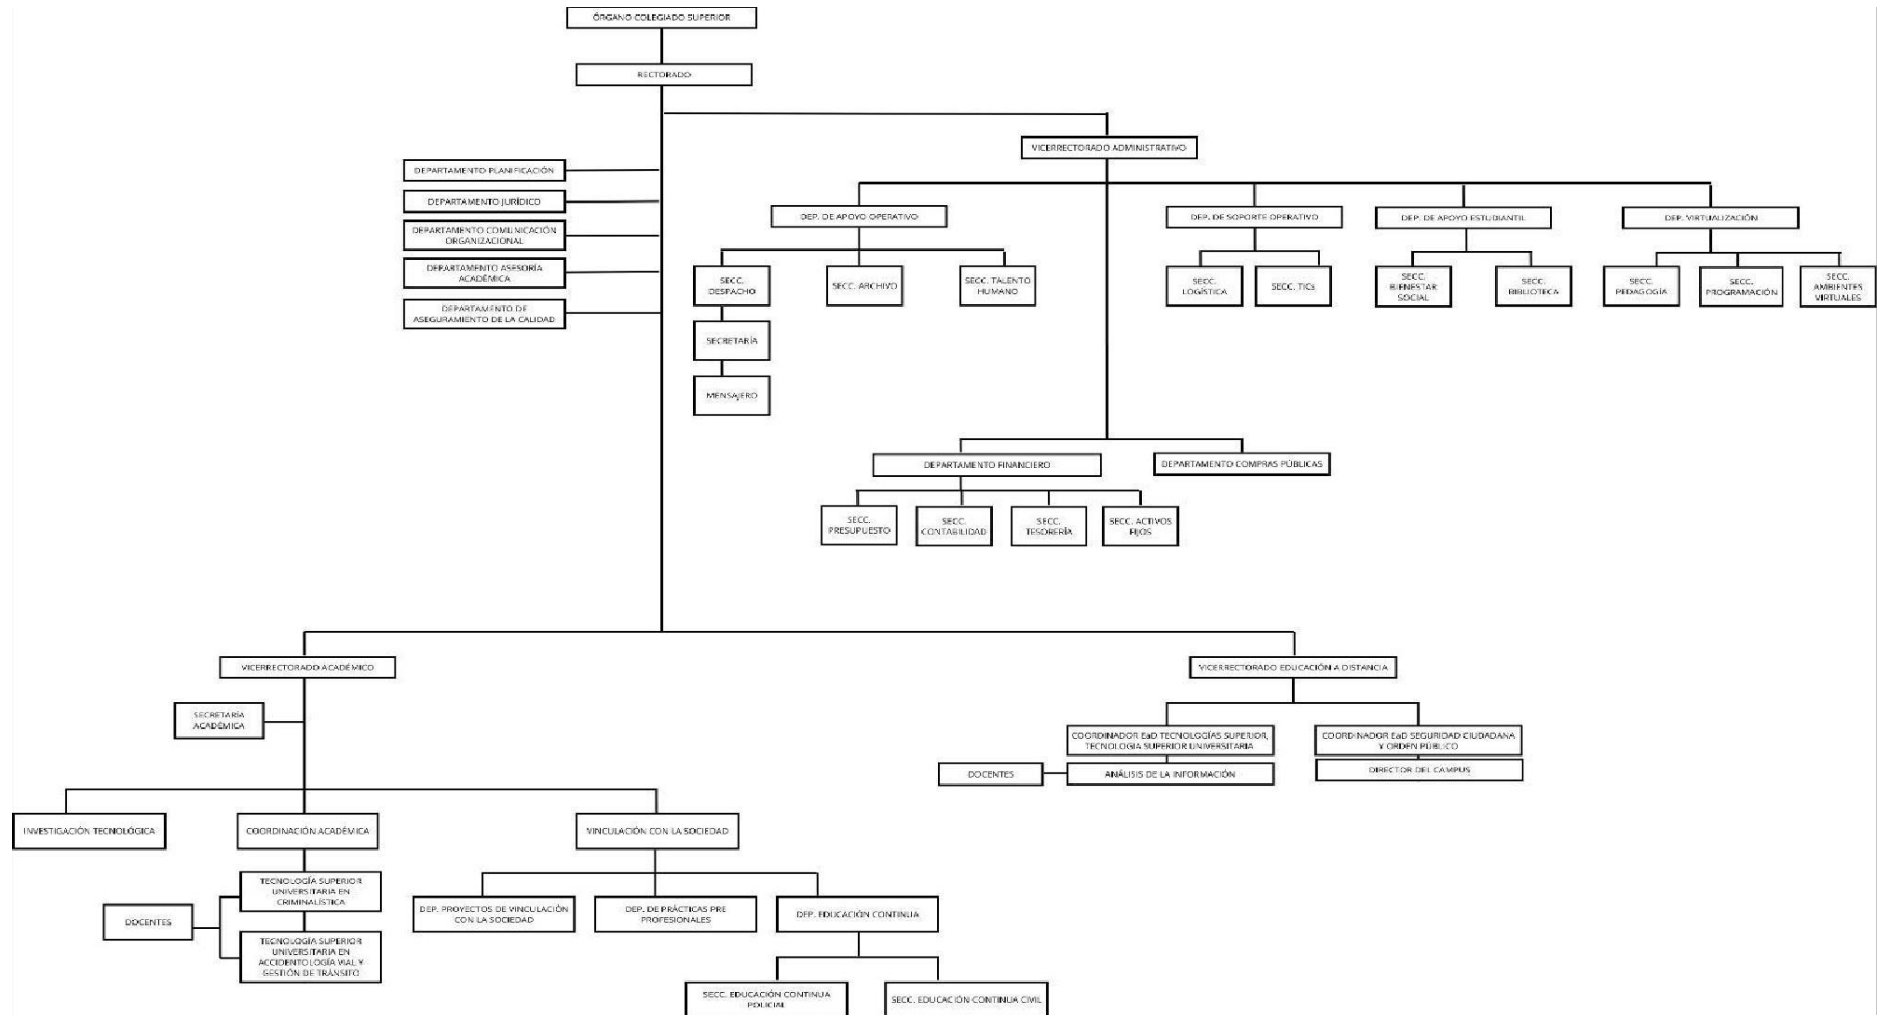 ÓRGANO COLEGIADO SUPERIOR
RECTORADO
VICERRECTORADO ADMINISTRATIVO
DEPARTAMENTO PLANIFICACIÓN
DEPARTAMENTO JURÍDICO
DEPARTAMENTO COMUNICACIÓN
ORGANIZACIONAL
DEPARTAMENTO ASESORÍA
ACADÉMICA
DEPARTAMENTO DE
ASEGURAMIENTO DE LA CALIDAD
DEP. DE APOYO OPERATIVO
DEP. DE SOPORTE OPERATIVO
DEP. DE APOYO ESTUDIANTIL
DEP. VIRTUALIZACIÓN
SECC.
DESPACHO
SECC. ARCHIVO
SECC. TALENTO
HUMANO
SECC.
LOGÍSTICA
SECC. TICs
SECC.
BIENESTAR
SOCIAL
SECC.
BIBLIOTECA
SECC.
PEDAGOGÍA
SECC.
PROGRAMACIÓN
SECC.
AMBIENTES
VIRTUALES
SECRETARÍA
MENSAJERO
DEPARTAMENTO FINANCIERO
DEPARTAMENTO COMPRAS PÚBLICAS
SECC.
PRESUPUESTO
SECC.
CONTABILIDAD
SECC.
TESORERÍA
SECC. ACTIVOS
FIJOS
VICERRECTORADO ACADÉMICO
VICERRECTORADO EDUCACIÓN A DISTANCIA
SECRETARÍA
ACADÉMICA
COORDINADOR EaD TECNOLOGÍAS SUPERIOR,
TECNOLOGIA SUPERIOR UNIVERSITARIA
COORDINADOR EaD SEGURIDAD CIUDADANA
Y ORDEN PÚBLICO
DOCENTES
ANÁLISIS DE LA INFORMACIÓN
DIRECTOR DEL CAMPUS
INVESTIGACIÓN TECNOLÓGICA
COORDINACIÓN ACADÉMICA
VINCULACIÓN CON LA SOCIEDAD
TECNOLOGÍA SUPERIOR
UNIVERSITARIA EN
CRIMINALÍSTICA
DOCENTES
TECNOLOGÍA SUPERIOR
UNIVERSITARIA EN
ACCIDENTOLOGÍA VIAL Y
GESTIÓN DE TRÁNSITO
DEP. PROYECTOS DE VINCULACIÓN
CON LA SOCIEDAD
DEP. DE PRÁCTICAS PRE
PROFESIONALES
DEP. EDUCACIÓN CONTINUA
SECC. EDUCACIÓN CONTINUA
POLICIAL
SECC. EDUCACIÓN CONTINUA CIVIL